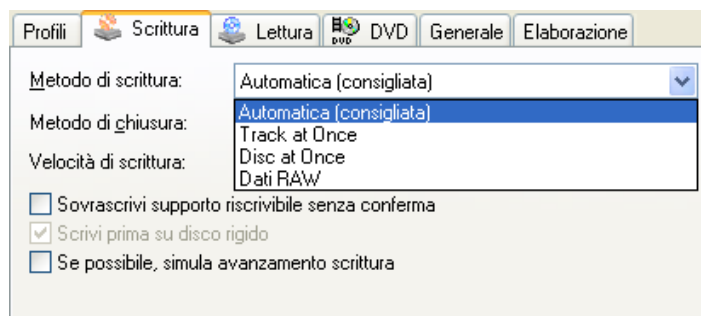 Profili Scrittura Lettura DVD DVD Generale Elaborazione
Metodo di scrittura: Automatica (consigliata)
Automatica (consigliata)
Metodo di chiusura:
Track at Once
Disc at Once
Velocità di scrittura:
Dati RAW
Sovrascrivi supporto riscrivibile senza conferma
Scrivi prima su disco rigido
Se possibile, simula avanzamento scrittura